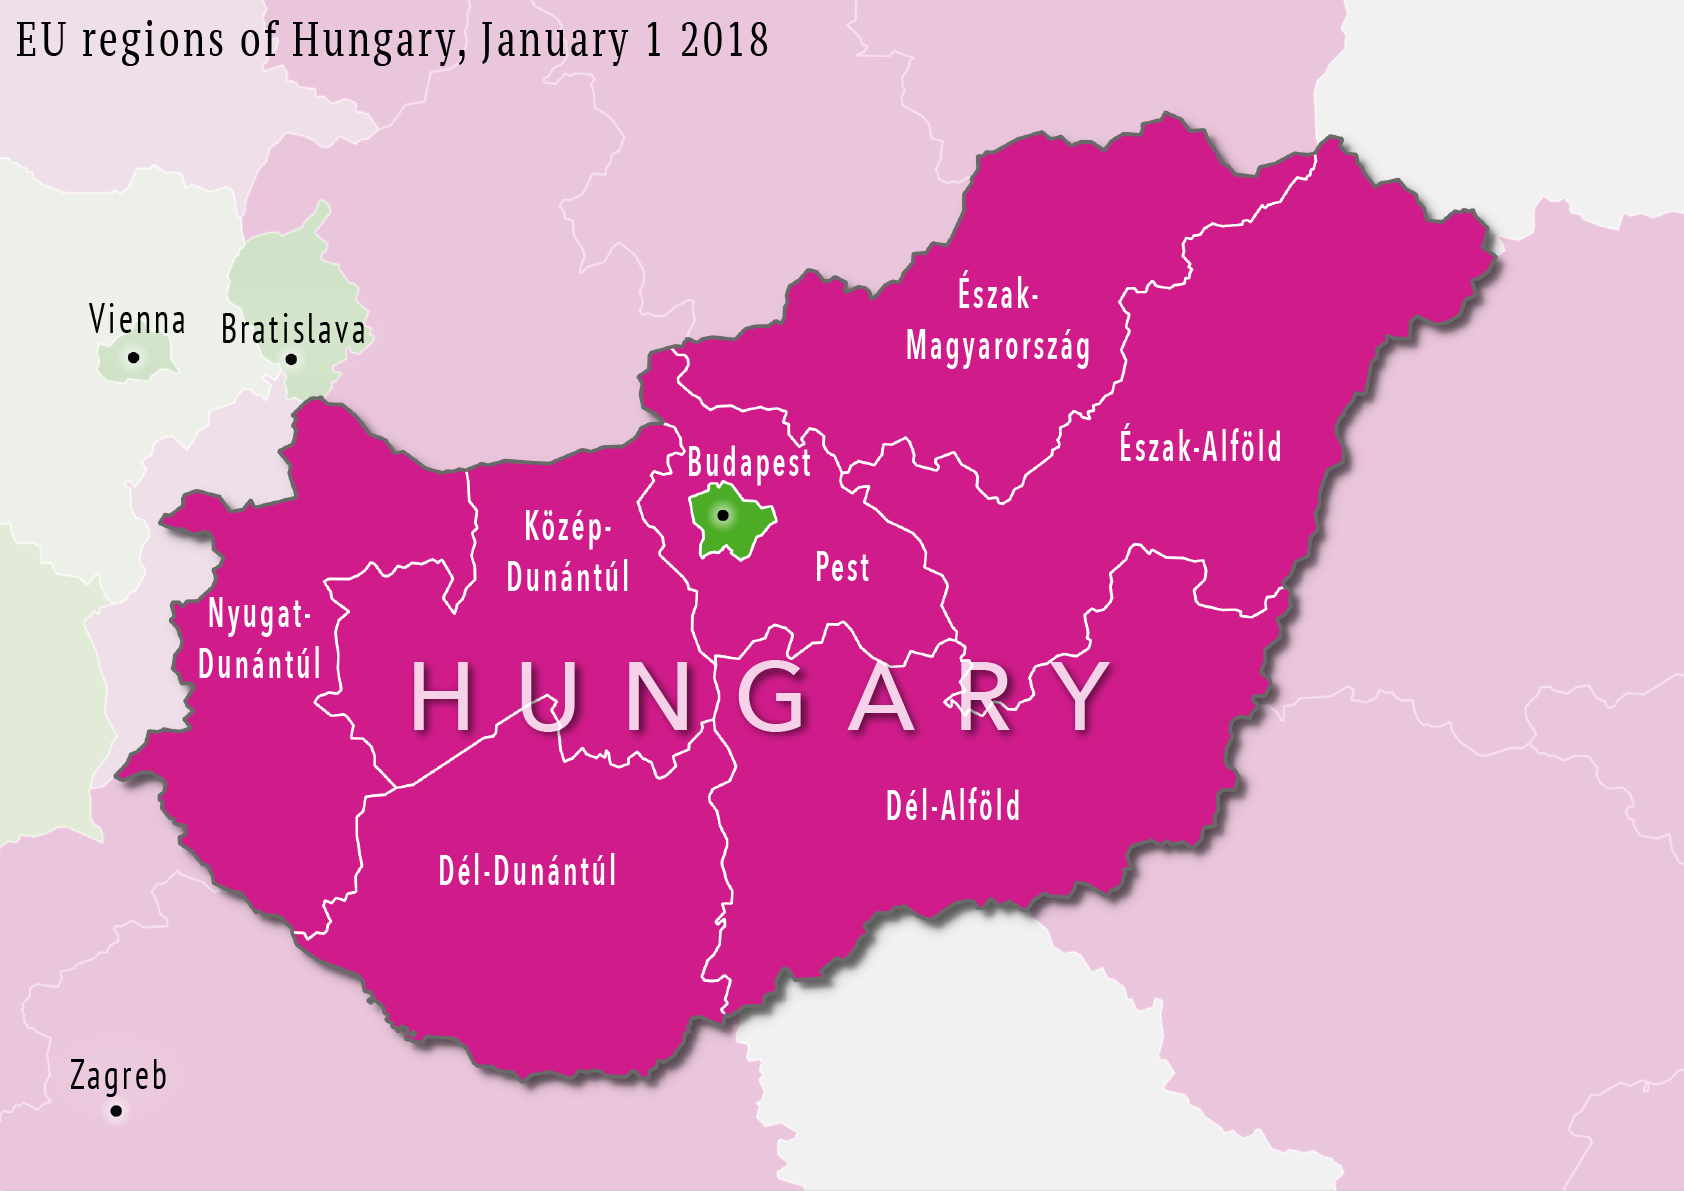 EU regions of Hungary, January 1 2018
Vienna
Bratislava
Észak-
Magyarország
Észak-Alföld
Budapest
Közép-
Dunántúl
Pest
Nyugat-
Dunántúl
HUNGARY
Dél-Alföld
Dél-Dunántúl
Zagreb